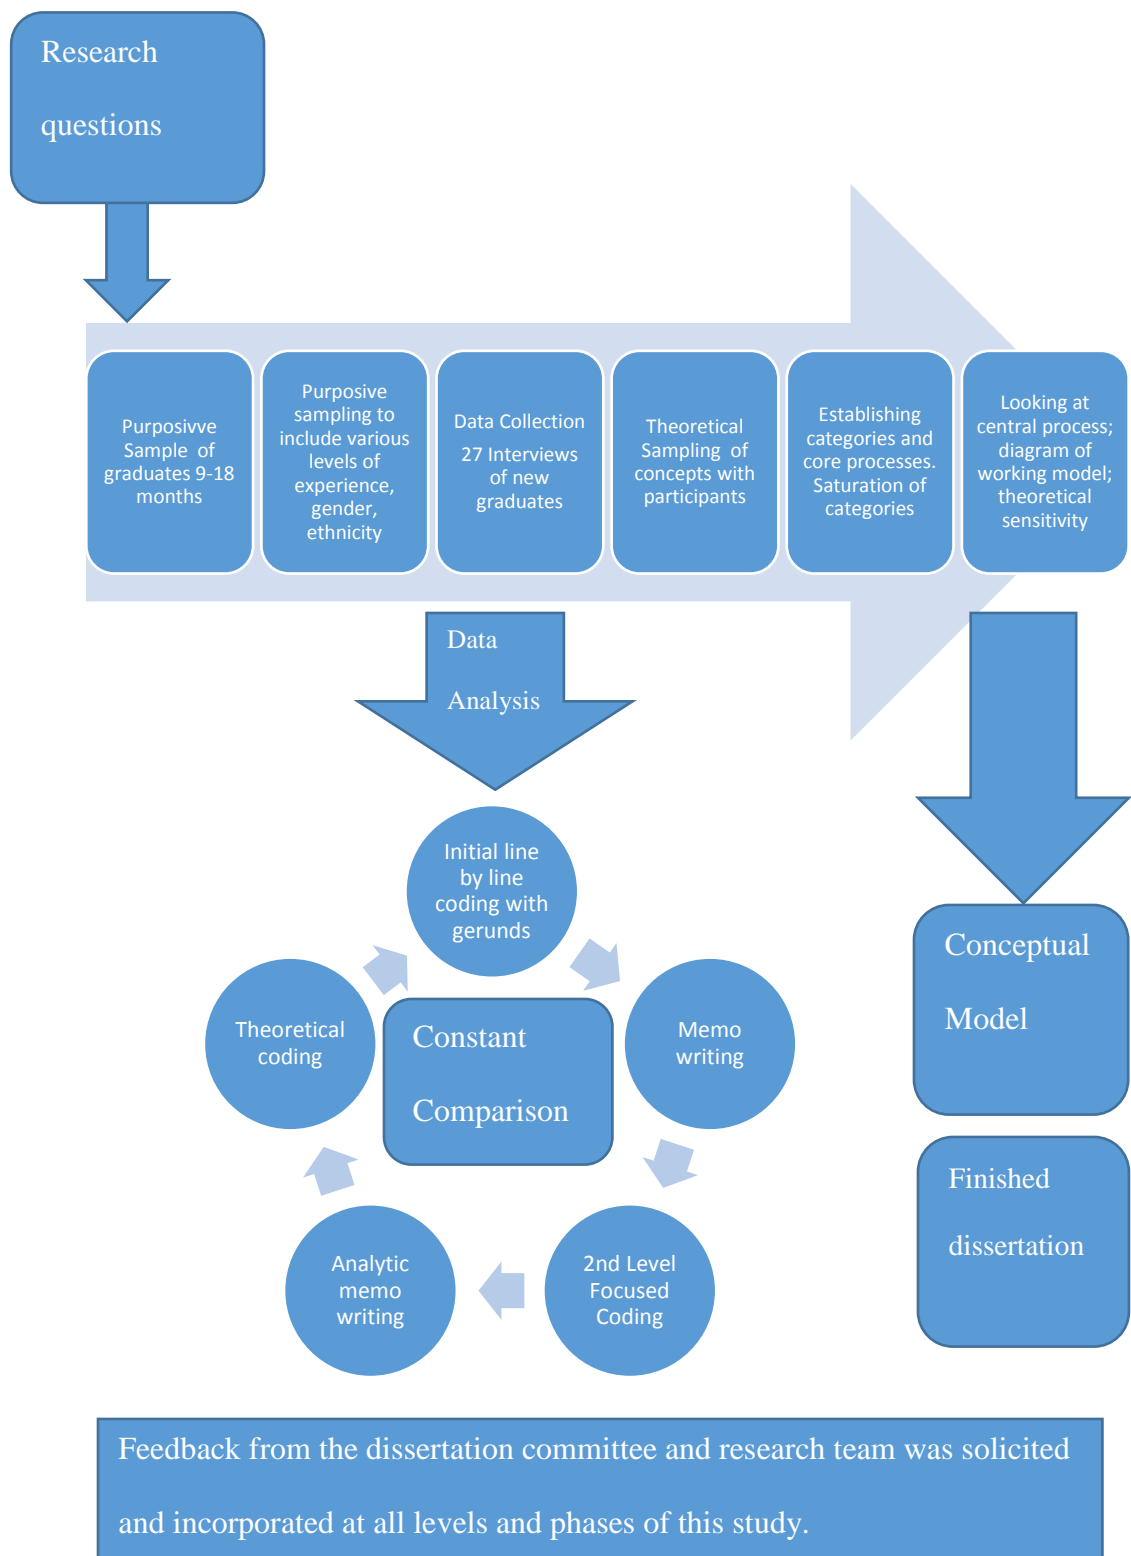 Research
questions
Purposivve
Sample of
graduates 9-18
months
Purposive
sampling to
include various
levels of
experience,
gender,
ethnicity
Data Collection
27 Interviews
of new
graduates
Theoretical
Sampling of
concepts with
participants
Establishing
categories and
core processes.
Saturation of
categories
Looking at
central process;
diagram of
working model;
theoretical
sensitivity
Data
Analysis
Initial line
by line
coding with
gerunds
Memo
writing
2nd Level
Focused
Coding
Analytic
memo
writing
Theoretical
coding
Constant
Comparison
Conceptual
Model
Finished
dissertation
Feedback from the dissertation committee and research team was solicited
and incorporated at all levels and phases of this study.